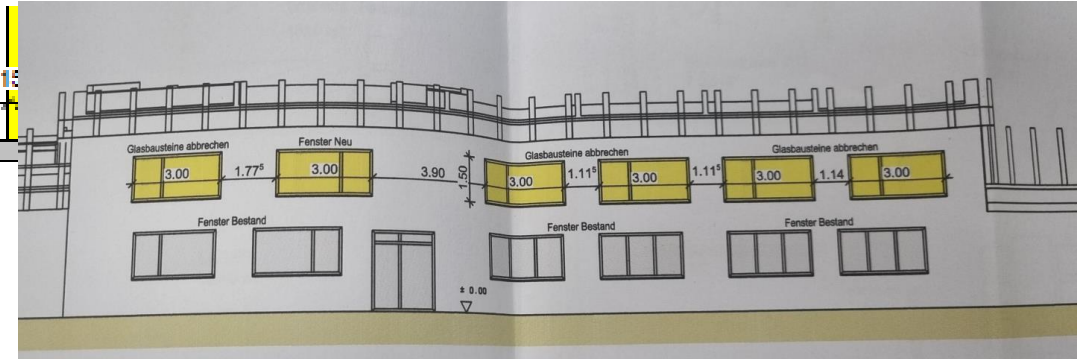 15
Glasbausteine abbrechen
Fenster Neu
Glasbausteine abbrechen
Glasbausteine abbrechen
3.00 1.77⁵ 3.00 3.90 1.50 3.00 1.11⁵ 3.00 1.11⁵ 3.00 1.14 3.00
Fenster Bestand
Fenster Bestand
Fenster Bestand
± 0.00